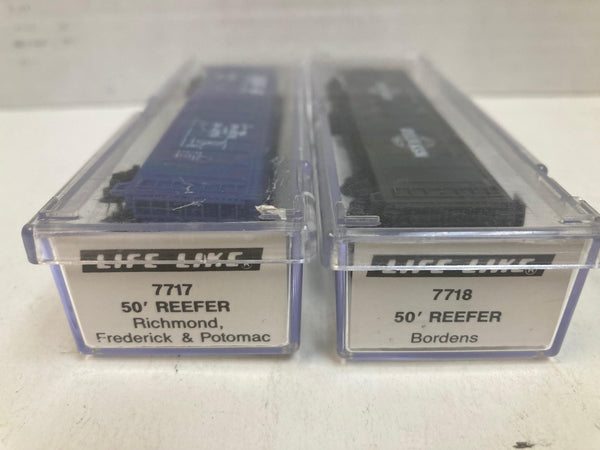 LIFE LIKE®
7717
50' REEFER
Richmond,
Frederick & Potomac
LIFE LIKE®
7718
50' REEFER
Bordens